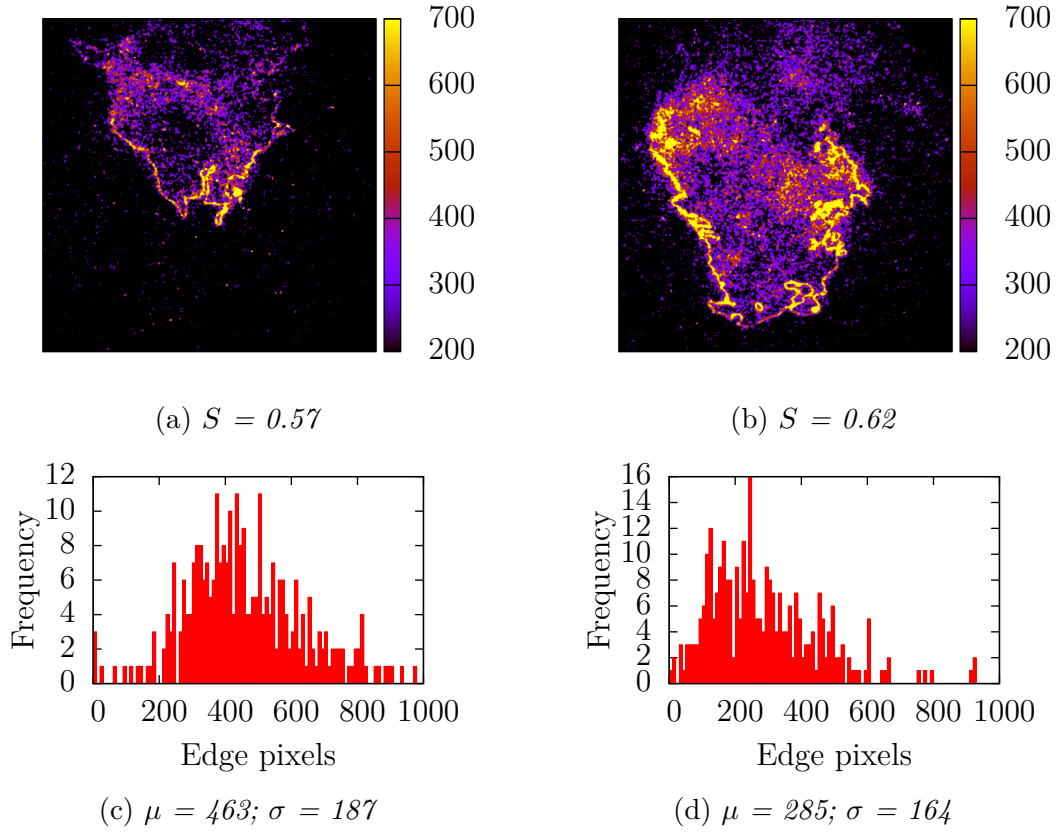 700
600
500
400
300
200
700
600
500
400
300
200
(a) S = 0.57
(b) S = 0.62
12
10
8
6
4
2
0
Frequency
0 200 400 600 800 1000
Edge pixels
16
14
12
10
8
6
4
2
0
Frequency
0 200 400 600 800 1000
Edge pixels
(c) μ = 463; σ = 187
(d) μ = 285; σ = 164